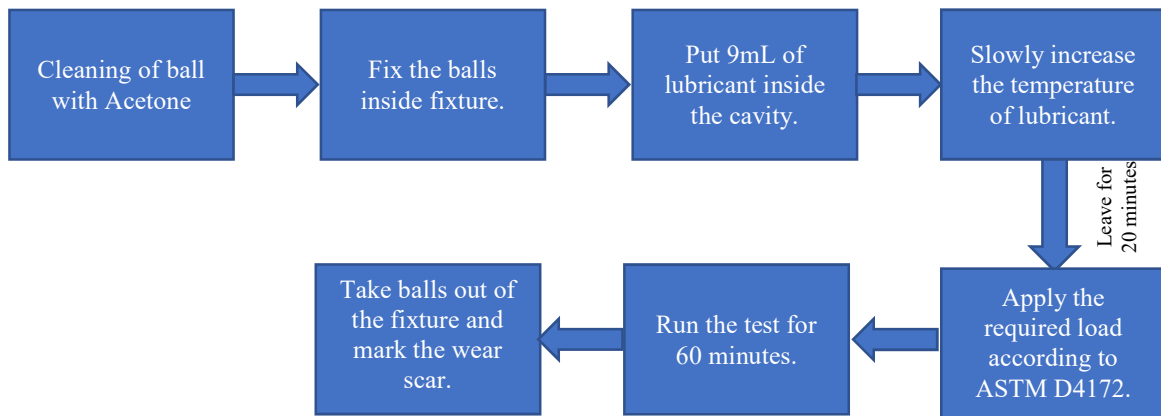 Cleaning of ball
with Acetone
Fix the balls
inside fixture.
Put 9mL of
lubricant inside
the cavity.
Slowly increase
the temperature
of lubricant.
Leave for
20 minutes
Apply the
required load
according to
ASTM D4172.
Run the test for
60 minutes.
Take balls out of
the fixture and
mark the wear
scar.